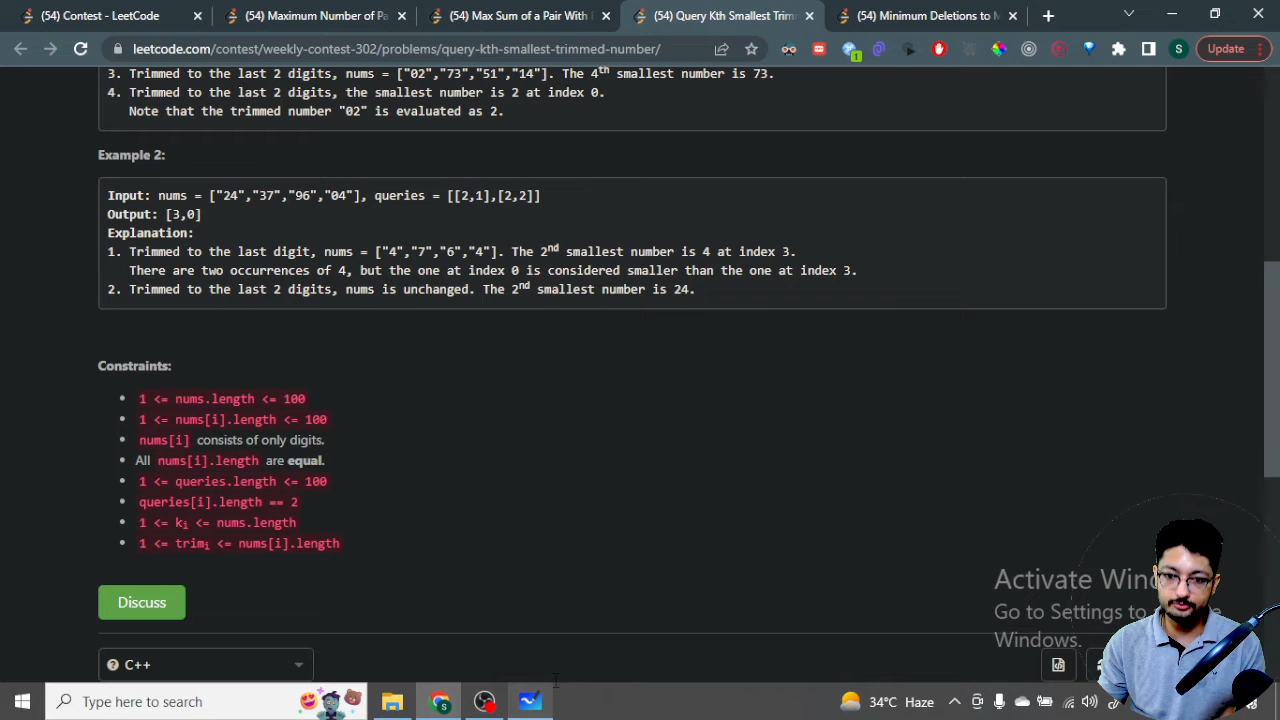 (54) Contest - LeetCode
(54) Maximum Number of Pa
(54) Max Sum of a Pair With
(54) Query Kth Smallest Trimm
(54) Minimum Deletions to M
leetcode.com/contest/weekly-contest-302/problems/query-kth-smallest-trimmed-number/
1
S
Update
3. Trimmed to the last 2 digits, nums = ["02","73","51","14"]. The 4th smallest number is 73.
4. Trimmed to the last 2 digits, the smallest number is 2 at index 0.
Note that the trimmed number "02" is evaluated as 2.
Example 2:
Input: nums = ["24","37","96","04"], queries = [[2,1],[2,2]]
Output: [3,0]
Explanation:
1. Trimmed to the last digit, nums = ["4","7","6","4"]. The 2nd smallest number is 4 at index 3.
There are two occurrences of 4, but the one at index 0 is considered smaller than the one at index 3.
2. Trimmed to the last 2 digits, nums is unchanged. The 2nd smallest number is 24.
Constraints:
1 <= nums.length <= 100
1 <= nums[i].length <= 100
nums[i] consists of only digits.
All nums[i].length are equal.
1 <= queries.length <= 100
queries[i].length == 2
1 <= ki <= nums.length
1 <= trimi <= nums[i].length
Discuss
C++
Activate Win
Go to Settings to
Windows.
Type here to search
34°C Haze